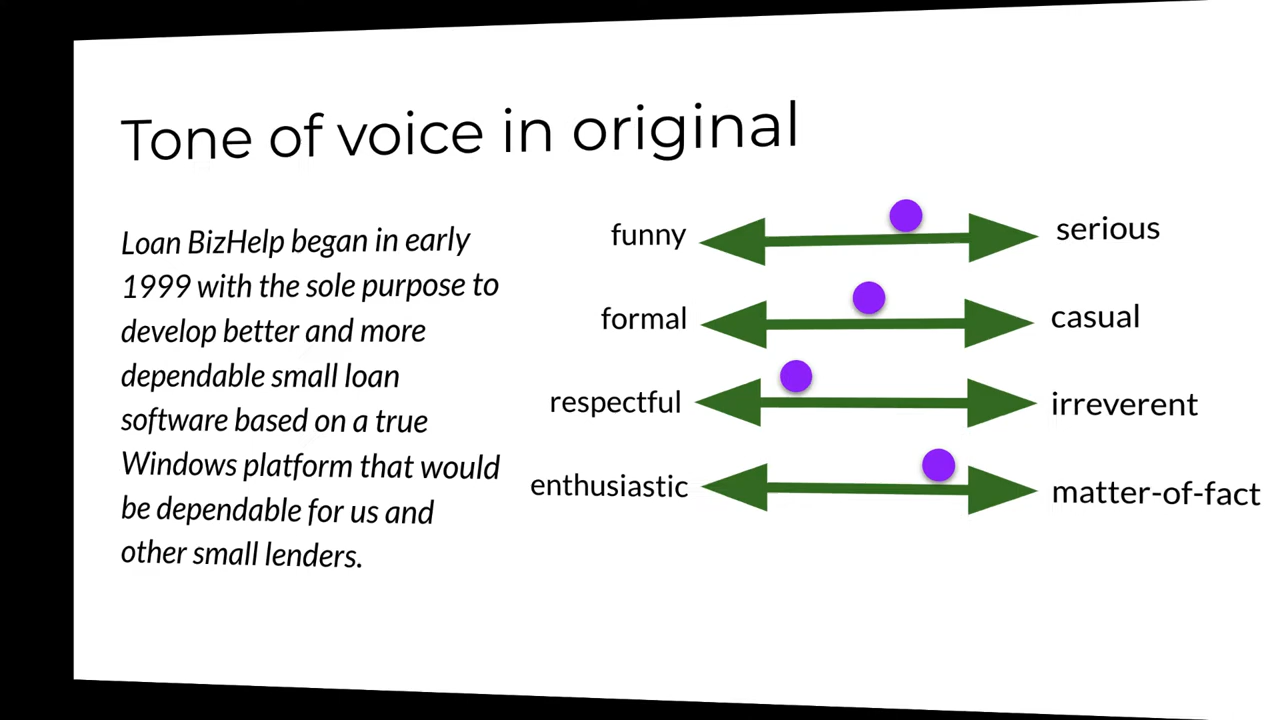 Tone of voice in original
Loan BizHelp began in early
1999 with the sole purpose to
develop better and more
dependable small loan
software based on a true
Windows platform that would
be dependable for us and
other small lenders.
funny
serious
formal
casual
respectful
irreverent
enthusiastic
matter-of-fact